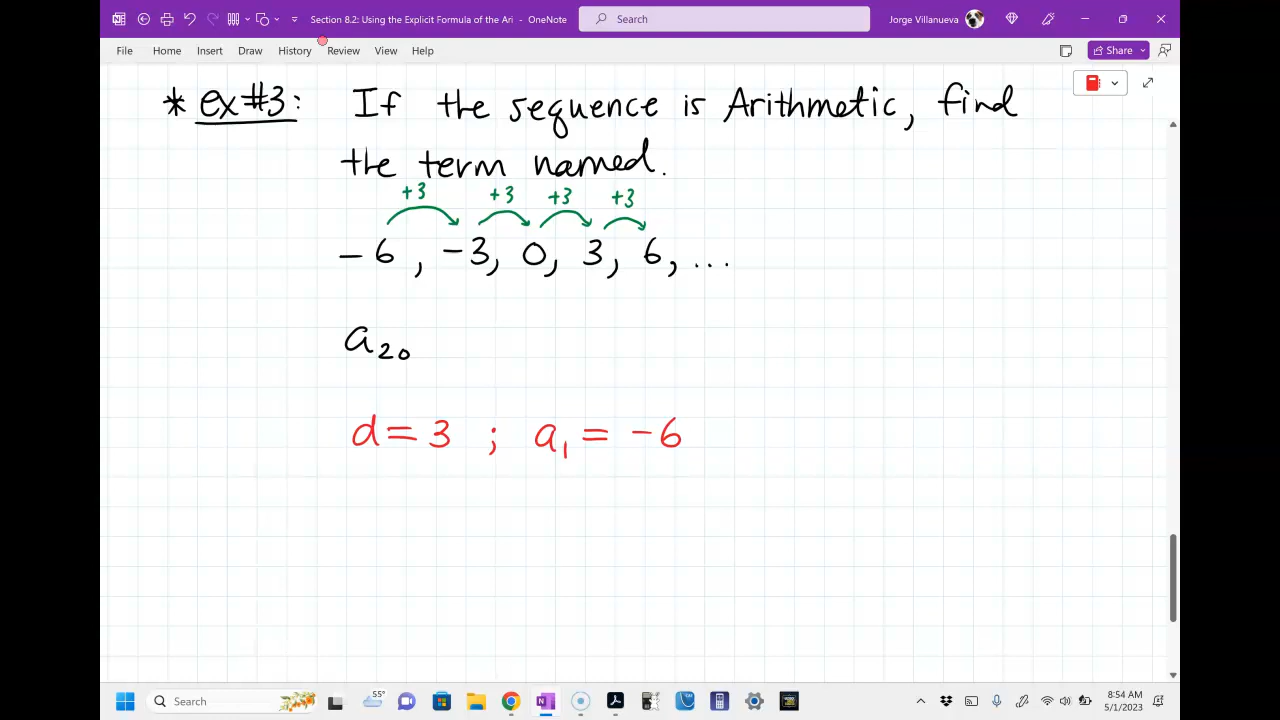 Section 8.2: Using the Explicit Formula of the Ari - OneNote
Search
Jorge Villanueva
File Home Insert Draw History Review View Help
Share
* ex#3: If the sequence is Arithmetic, find
the term named.
+3 +3 +3 +3
-6, -3, 0, 3, 6, ...
a₂₀
d = 3 ; a₁ = -6
Search
55°
8:54 AM
5/1/2023